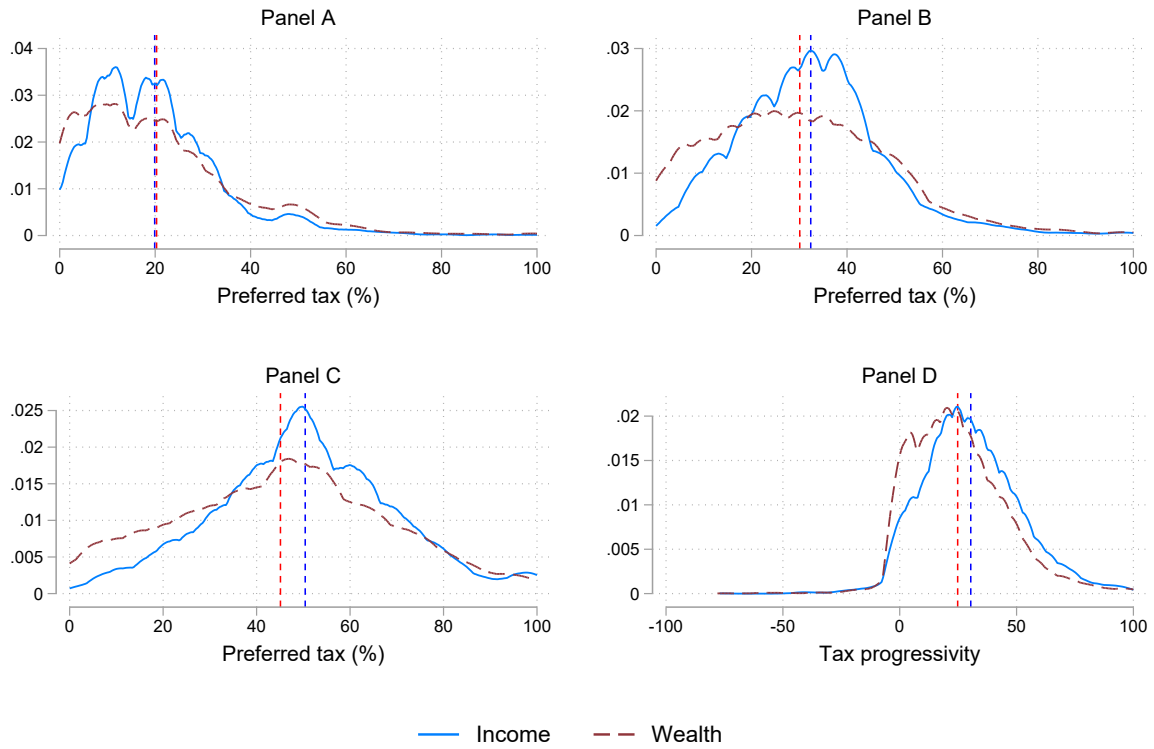 Panel A
.04
.03
.02
.01
0
0 20 40 60 80 100
Preferred tax (%)
Panel B
.03
.02
.01
0
0 20 40 60 80 100
Preferred tax (%)
Panel C
.025
.02
.015
.01
.005
0
0 20 40 60 80 100
Preferred tax (%)
Panel D
.02
.015
.01
.005
0
-100 -50 0 50 100
Tax progressivity
Income Wealth